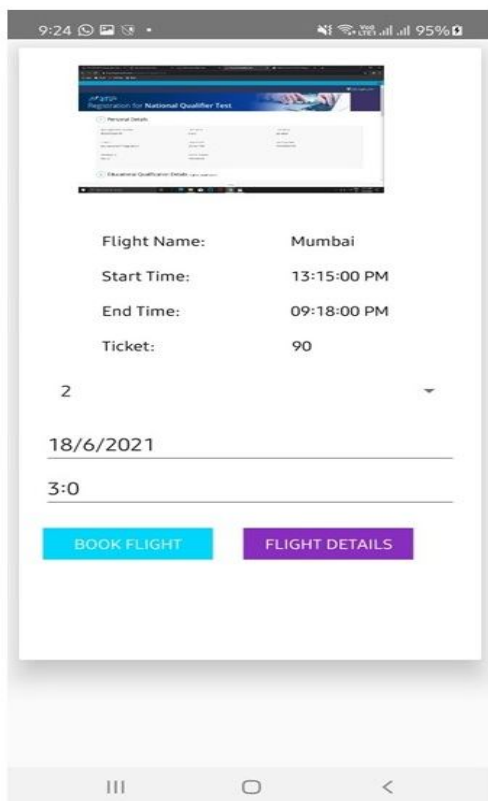 9:24 95%
Registration for National Qualifier Test
Personal Details
Educational Qualification Details
Flight Name: Mumbai
Start Time: 13:15:00 PM
End Time: 09:18:00 PM
Ticket: 90
2
18/6/2021
3:0
BOOK FLIGHT FLIGHT DETAILS